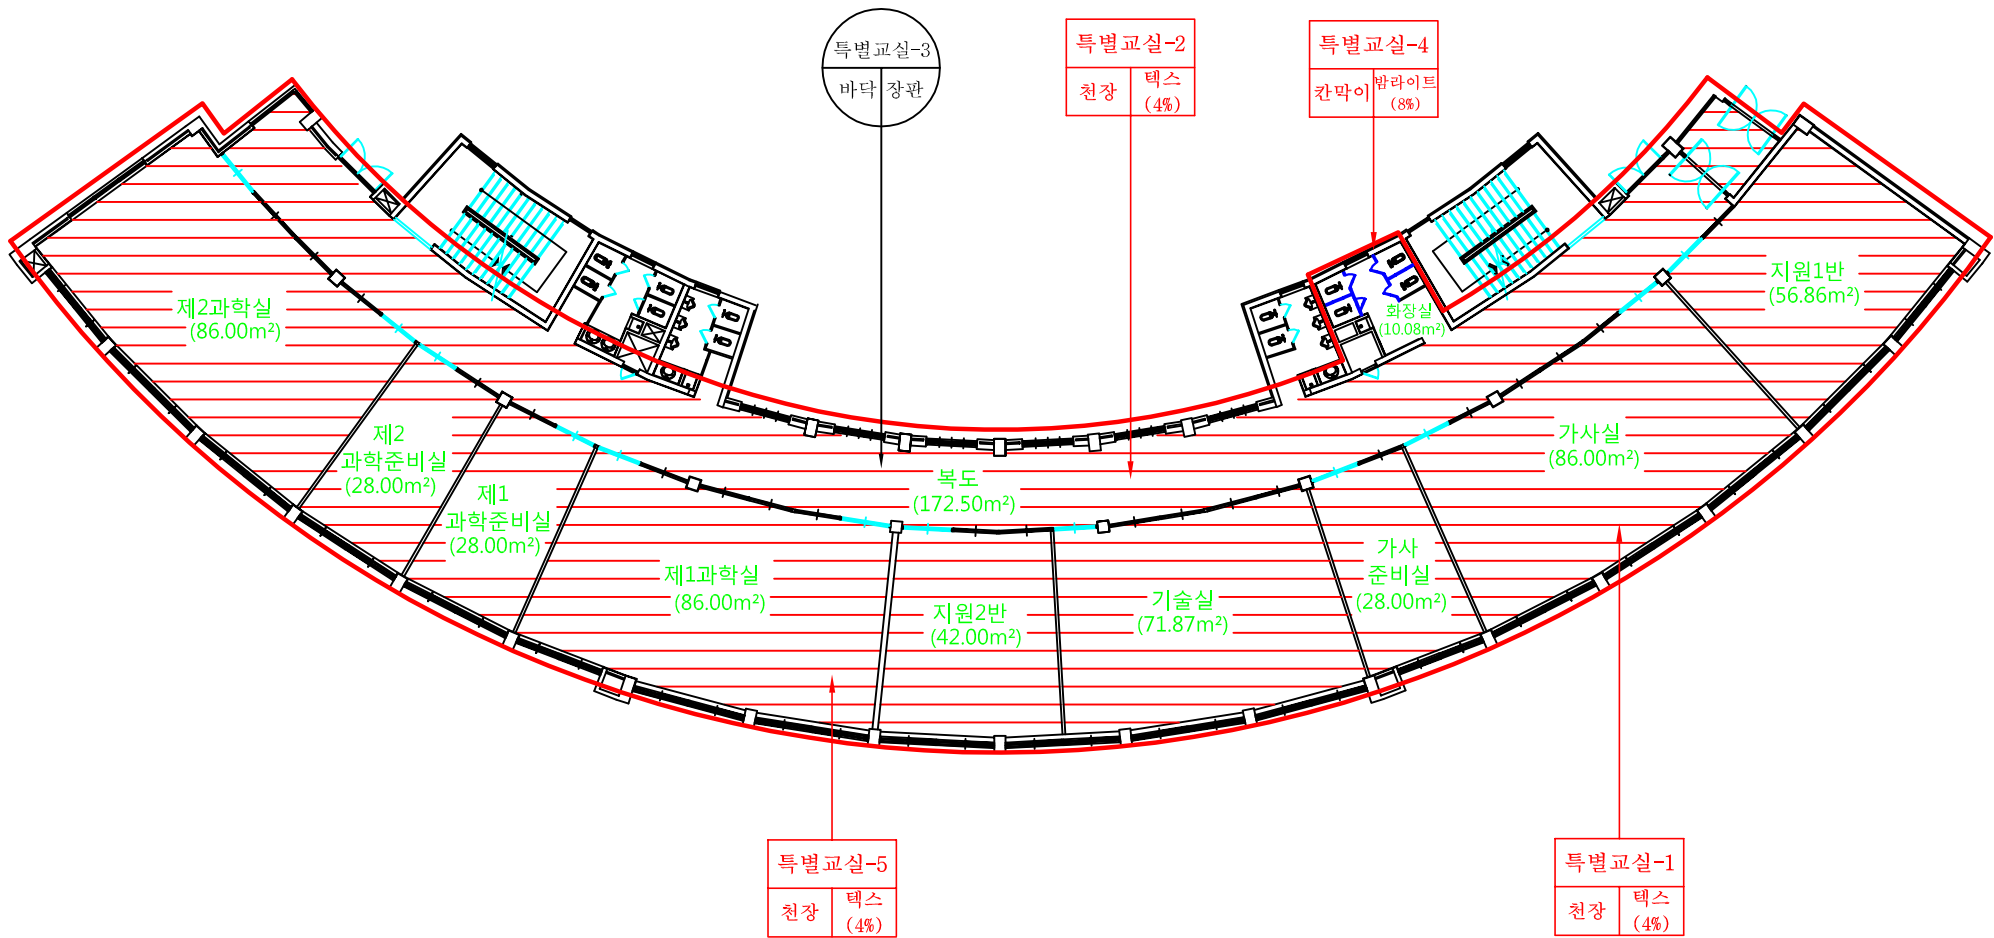 특별교실-3
바닥 장판
특별교실-2
천장
텍스
(4%)
특별교실-4
칸막이
밤라이트
(8%)
제2과학실
(86.00m²)
제2
과학준비실
(28.00m²)
제1
과학준비실
(28.00m²)
제1과학실
(86.00m²)
복도
(172.50m²)
지원2반
(42.00m²)
기술실
(71.87m²)
가사
준비실
(28.00m²)
가사실
(86.00m²)
지원1반
(56.86m²)
화장실
(10.08m²)
특별교실-5
천장
텍스
(4%)
특별교실-1
천장
텍스
(4%)